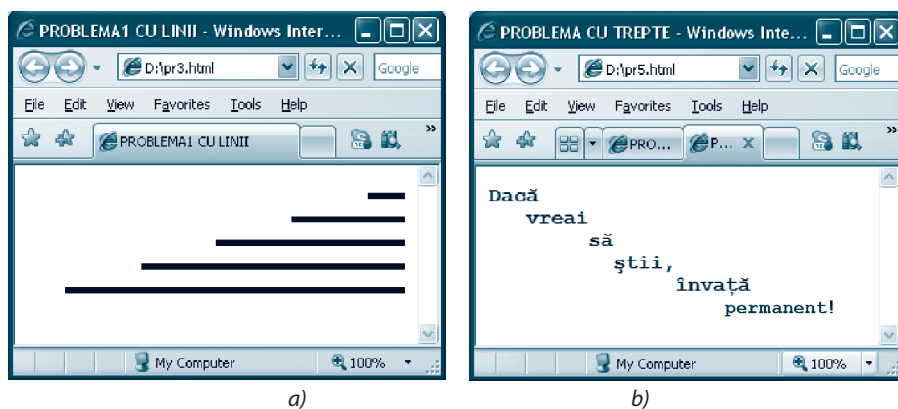 PROBLEMA1 CU LINII - Windows Inter...
D:\pr3.html
Google
File Edit View Favorites Tools Help
PROBLEMA1 CU LINII
»
My Computer
100%
a)
PROBLEMA CU TREPTE - Windows Inte...
D:\pr5.html
Google
File Edit View Favorites Tools Help
PRO...
P...
»
Dacă
vreai
să
ştii,
învaţă
permanent!
My Computer
100%
b)